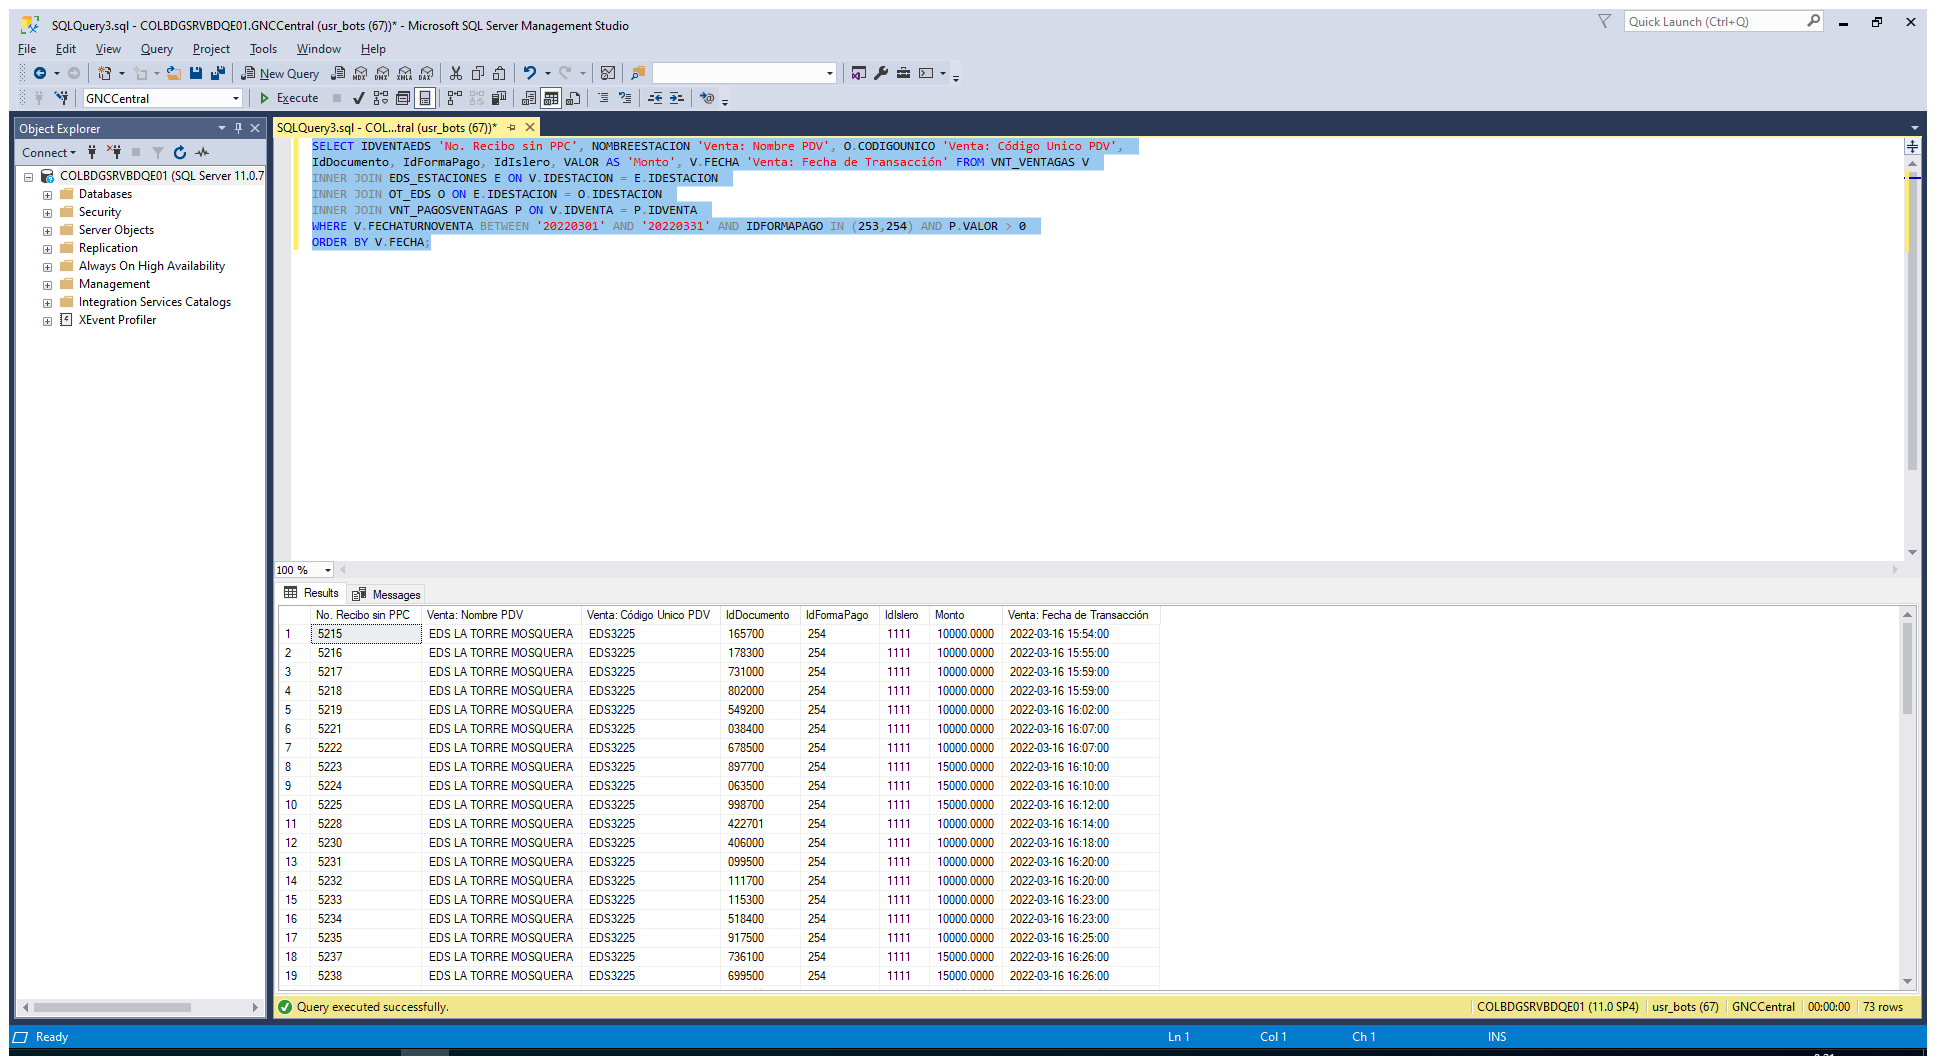 SQLQuery3.sql - COLBDGSRVBDQE01.GNCCentral (usr_bots (67))* - Microsoft SQL Server Management Studio
Quick Launch (Ctrl+Q)
File Edit View Query Project Tools Window Help
New Query MDX DMX XMLA DAX
GNCCentral Execute
Object Explorer
SQLQuery3.sql - COL...tral (usr_bots (67))*
Connect
COLBDGSRVBDQE01 (SQL Server 11.0.7
Databases
Security
Server Objects
Replication
Always On High Availability
Management
Integration Services Catalogs
XEvent Profiler
SELECT IDVENTAEDS 'No. Recibo sin PPC', NOMBREESTACION 'Venta: Nombre PDV', O.CODIGOUNICO 'Venta: Código Unico PDV',
IdDocumento, IdFormaPago, IdIslero, VALOR AS 'Monto', V.FECHA 'Venta: Fecha de Transacción' FROM VNT_VENTAGAS V
INNER JOIN EDS_ESTACIONES E ON V.IDESTACION = E.IDESTACION
INNER JOIN OT_EDS O ON E.IDESTACION = O.IDESTACION
INNER JOIN VNT_PAGOSVENTAGAS P ON V.IDVENTA = P.IDVENTA
WHERE V.FECHATURNOVENTA BETWEEN '20220301' AND '20220331' AND IDFORMAPAGO IN (253,254) AND P.VALOR > 0
ORDER BY V.FECHA;
100 %
Results Messages
No. Recibo sin PPC Venta: Nombre PDV Venta: Código Unico PDV IdDocumento IdFormaPago IdIslero Monto Venta: Fecha de Transacción
1 5215 EDS LA TORRE MOSQUERA EDS3225 165700 254 1111 10000.0000 2022-03-16 15:54:00
2 5216 EDS LA TORRE MOSQUERA EDS3225 178300 254 1111 10000.0000 2022-03-16 15:55:00
3 5217 EDS LA TORRE MOSQUERA EDS3225 731000 254 1111 10000.0000 2022-03-16 15:59:00
4 5218 EDS LA TORRE MOSQUERA EDS3225 802000 254 1111 10000.0000 2022-03-16 15:59:00
5 5219 EDS LA TORRE MOSQUERA EDS3225 549200 254 1111 10000.0000 2022-03-16 16:02:00
6 5221 EDS LA TORRE MOSQUERA EDS3225 038400 254 1111 10000.0000 2022-03-16 16:07:00
7 5222 EDS LA TORRE MOSQUERA EDS3225 678500 254 1111 10000.0000 2022-03-16 16:07:00
8 5223 EDS LA TORRE MOSQUERA EDS3225 897700 254 1111 15000.0000 2022-03-16 16:10:00
9 5224 EDS LA TORRE MOSQUERA EDS3225 063500 254 1111 15000.0000 2022-03-16 16:10:00
10 5225 EDS LA TORRE MOSQUERA EDS3225 998700 254 1111 15000.0000 2022-03-16 16:12:00
11 5228 EDS LA TORRE MOSQUERA EDS3225 422701 254 1111 10000.0000 2022-03-16 16:14:00
12 5230 EDS LA TORRE MOSQUERA EDS3225 406000 254 1111 10000.0000 2022-03-16 16:18:00
13 5231 EDS LA TORRE MOSQUERA EDS3225 099500 254 1111 10000.0000 2022-03-16 16:20:00
14 5232 EDS LA TORRE MOSQUERA EDS3225 111700 254 1111 10000.0000 2022-03-16 16:20:00
15 5233 EDS LA TORRE MOSQUERA EDS3225 115300 254 1111 10000.0000 2022-03-16 16:23:00
16 5234 EDS LA TORRE MOSQUERA EDS3225 518400 254 1111 10000.0000 2022-03-16 16:23:00
17 5235 EDS LA TORRE MOSQUERA EDS3225 917500 254 1111 10000.0000 2022-03-16 16:25:00
18 5237 EDS LA TORRE MOSQUERA EDS3225 736100 254 1111 15000.0000 2022-03-16 16:26:00
19 5238 EDS LA TORRE MOSQUERA EDS3225 699500 254 1111 15000.0000 2022-03-16 16:26:00
Query executed successfully. COLBDGSRVBDQE01 (11.0 SP4) usr_bots (67) GNCCentral 00:00:00 73 rows
Ready Ln 1 Col 1 Ch 1 INS